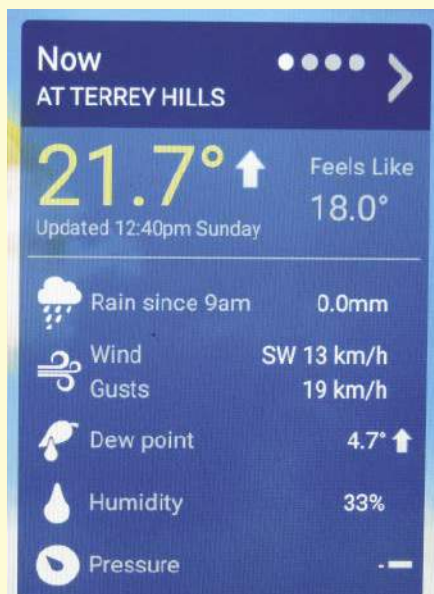 Now
AT TERREY HILLS
21.7°
Feels Like
18.0°
Updated 12:40pm Sunday
Rain since 9am 0.0mm
Wind SW 13 km/h
Gusts 19 km/h
Dew point 4.7°
Humidity 33%
Pressure -